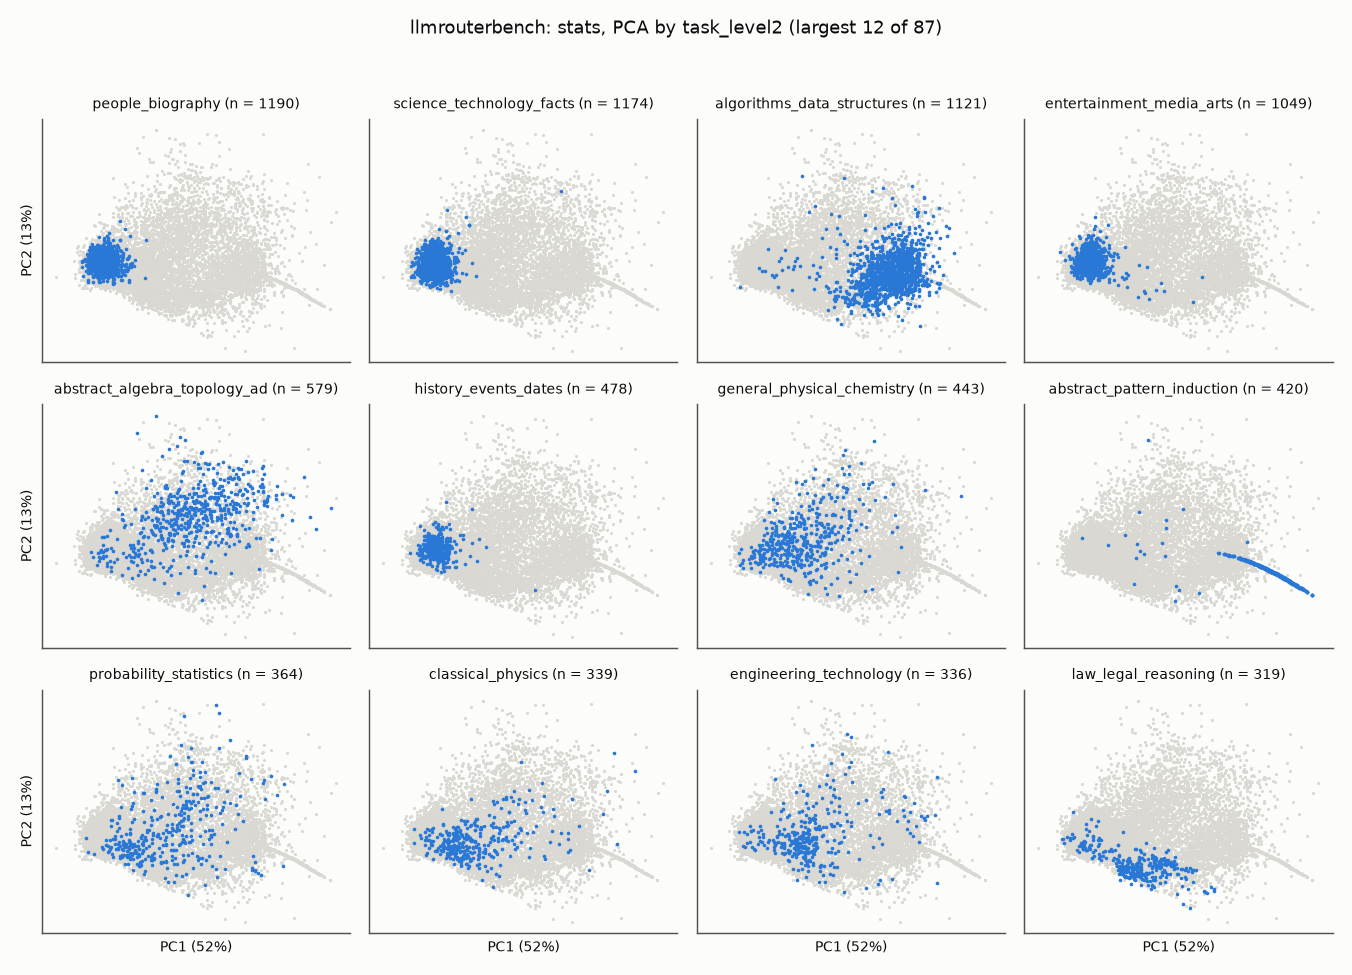 llmrouterbench: stats, PCA by task_level2 (largest 12 of 87)
people_biography (n = 1190)
science_technology_facts (n = 1174)
algorithms_data_structures (n = 1121)
entertainment_media_arts (n = 1049)
PC2 (13%)
abstract_algebra_topology_ad (n = 579)
history_events_dates (n = 478)
general_physical_chemistry (n = 443)
abstract_pattern_induction (n = 420)
PC2 (13%)
probability_statistics (n = 364)
classical_physics (n = 339)
engineering_technology (n = 336)
law_legal_reasoning (n = 319)
PC2 (13%)
PC1 (52%)
PC1 (52%)
PC1 (52%)
PC1 (52%)